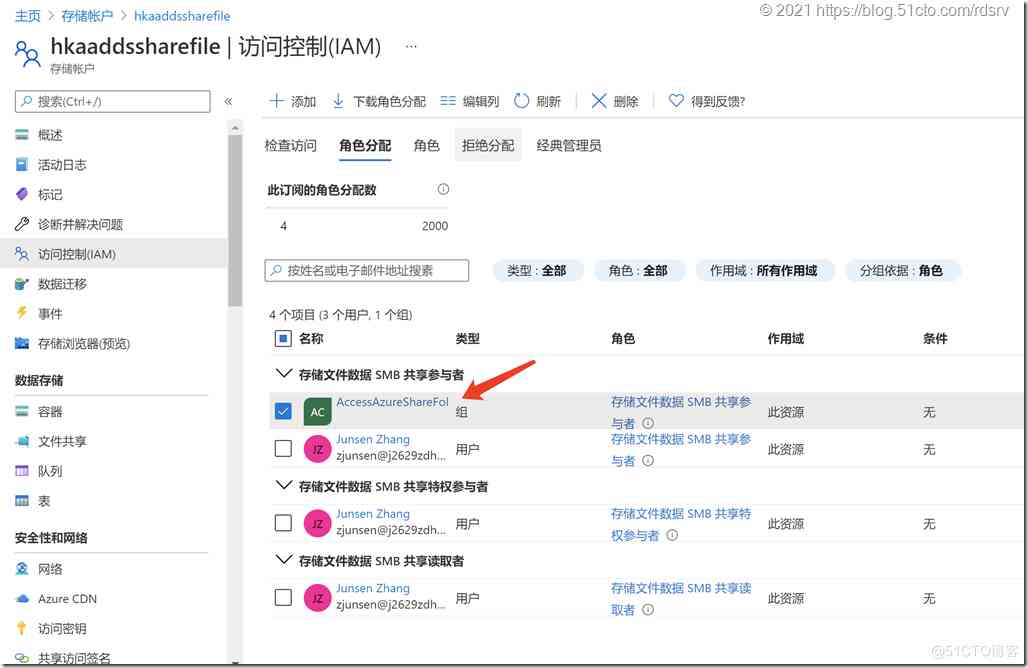 主页 > 存储帐户 > hkaaddssharefile
© 2021 https://blog.51cto.com/rdsrv
hkaaddssharefile | 访问控制(IAM) ...
存储帐户
搜索(Ctrl+/)
«
添加 下载角色分配 编辑列 刷新 删除 得到反馈?
概述
活动日志
标记
诊断并解决问题
访问控制(IAM)
数据迁移
事件
存储浏览器(预览)
数据存储
容器
文件共享
队列
表
安全性和网络
网络
Azure CDN
访问密钥
共享访问签名
检查访问 角色分配 角色 拒绝分配 经典管理员
此订阅的角色分配数
4 2000
按姓名或电子邮件地址搜索 类型 : 全部 角色 : 全部 作用域 : 所有作用域 分组依据 : 角色
4 个项目 (3 个用户, 1 个组)
名称 类型 角色 作用域 条件
存储文件数据 SMB 共享参与者
AC AccessAzureShareFol 组 存储文件数据 SMB 共享参 此资源 无
与者
JZ Junsen Zhang 用户 存储文件数据 SMB 共享参 此资源 无
zjunsen@j2629zdh... 与者
存储文件数据 SMB 共享特权参与者
JZ Junsen Zhang 用户 存储文件数据 SMB 共享特 此资源 无
zjunsen@j2629zdh... 权参与者
存储文件数据 SMB 共享读取者
JZ Junsen Zhang 用户 存储文件数据 SMB 共享读 此资源 无
zjunsen@j2629zdh... 取者
@51CTO博客